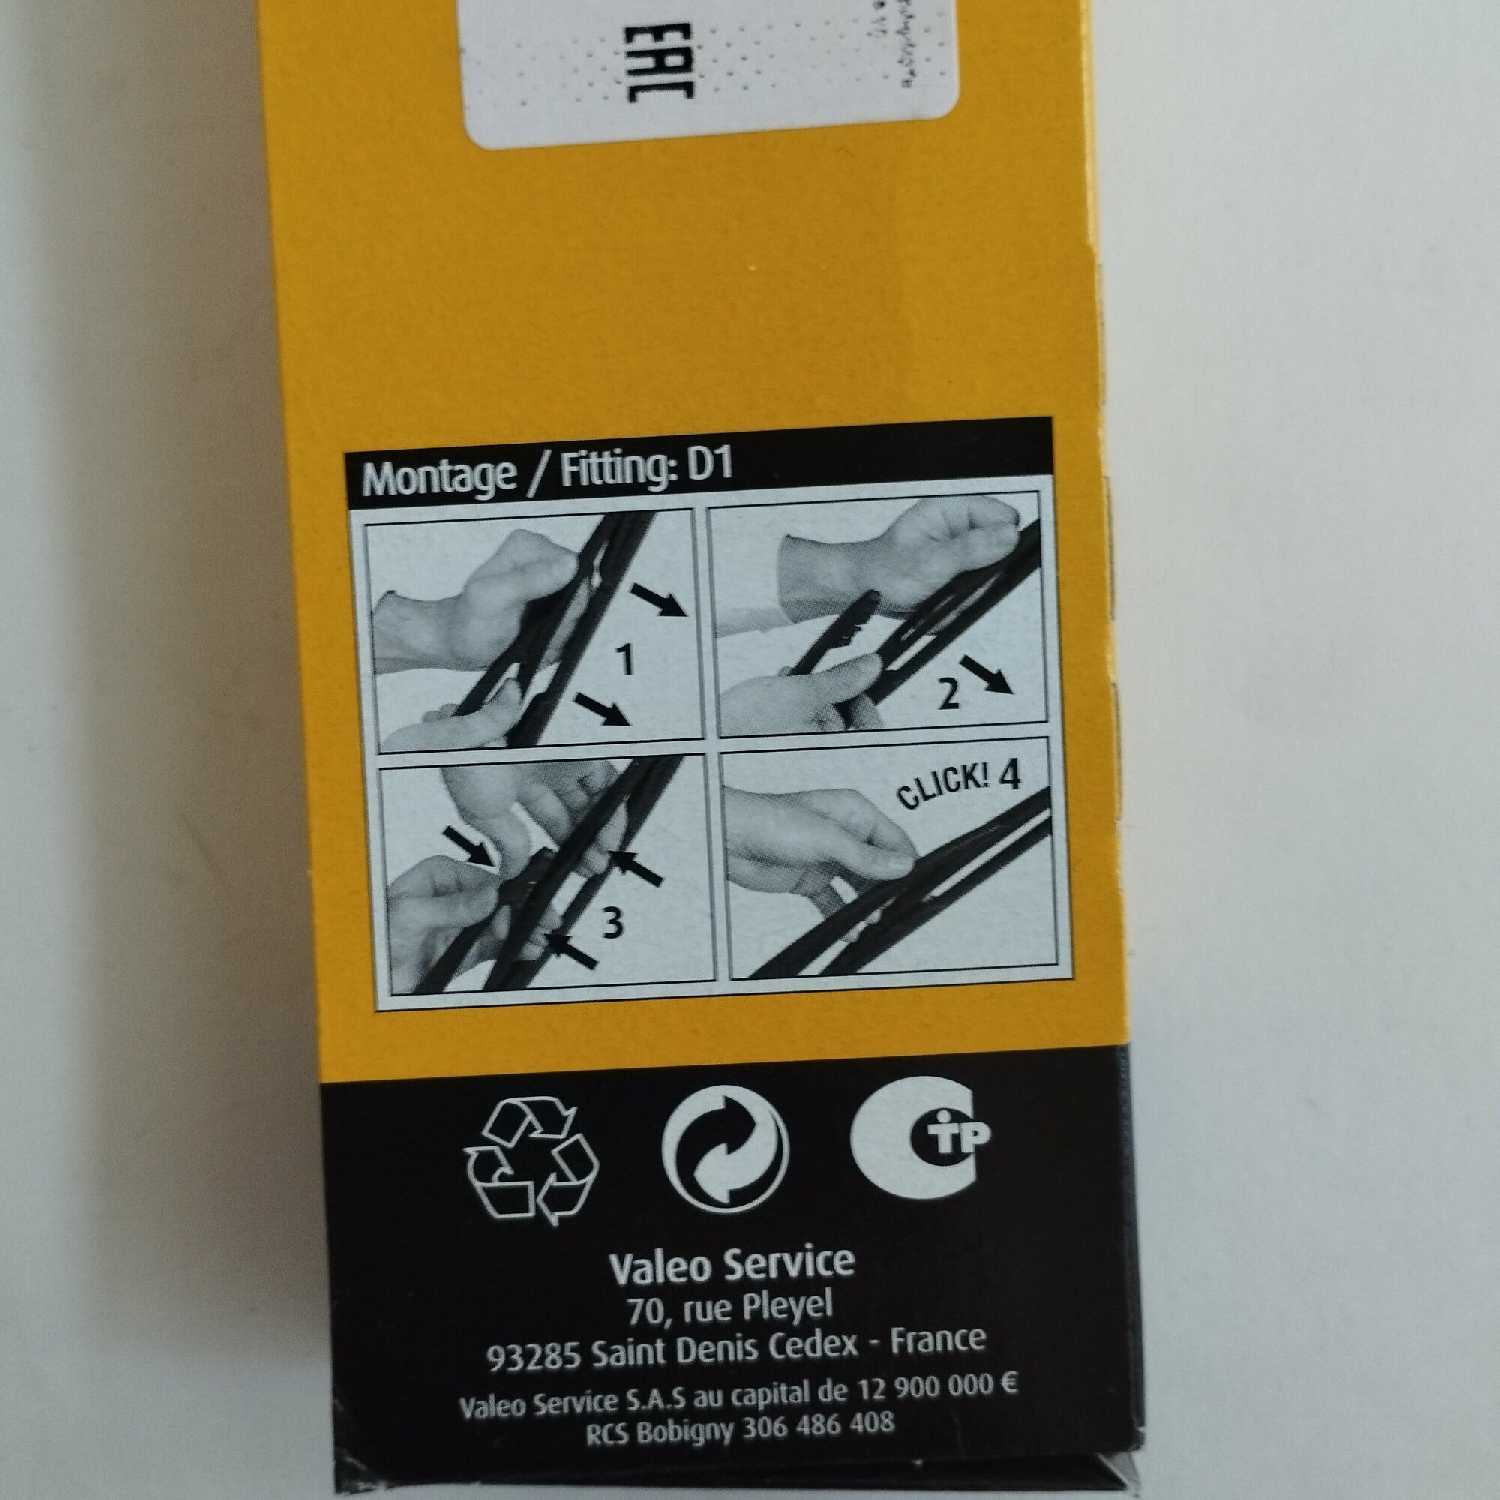 EAC
Montage / Fitting: D1
1
2
3
CLICK! 4
CTP
Valeo Service
70, rue Pleyel
93285 Saint Denis Cedex - France
Valeo Service S.A.S au capital de 12 900 000 €
RCS Bobigny 306 486 408